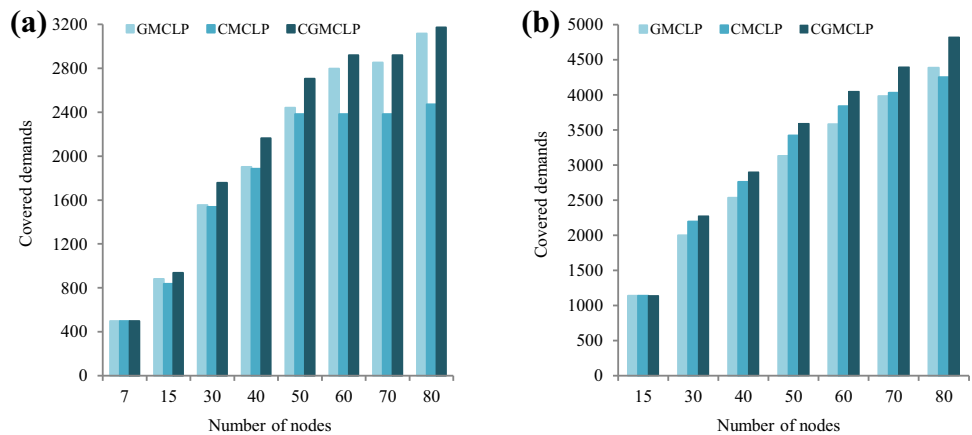 (a)
GMCLP CMCLP CGMCLP
3200
2800
2400
2000
1600
1200
800
400
0
Covered demands
7 15 30 40 50 60 70 80
Number of nodes
(b)
GMCLP CMCLP CGMCLP
5000
4500
4000
3500
3000
2500
2000
1500
1000
500
0
Covered demands
15 30 40 50 60 70 80
Number of nodes